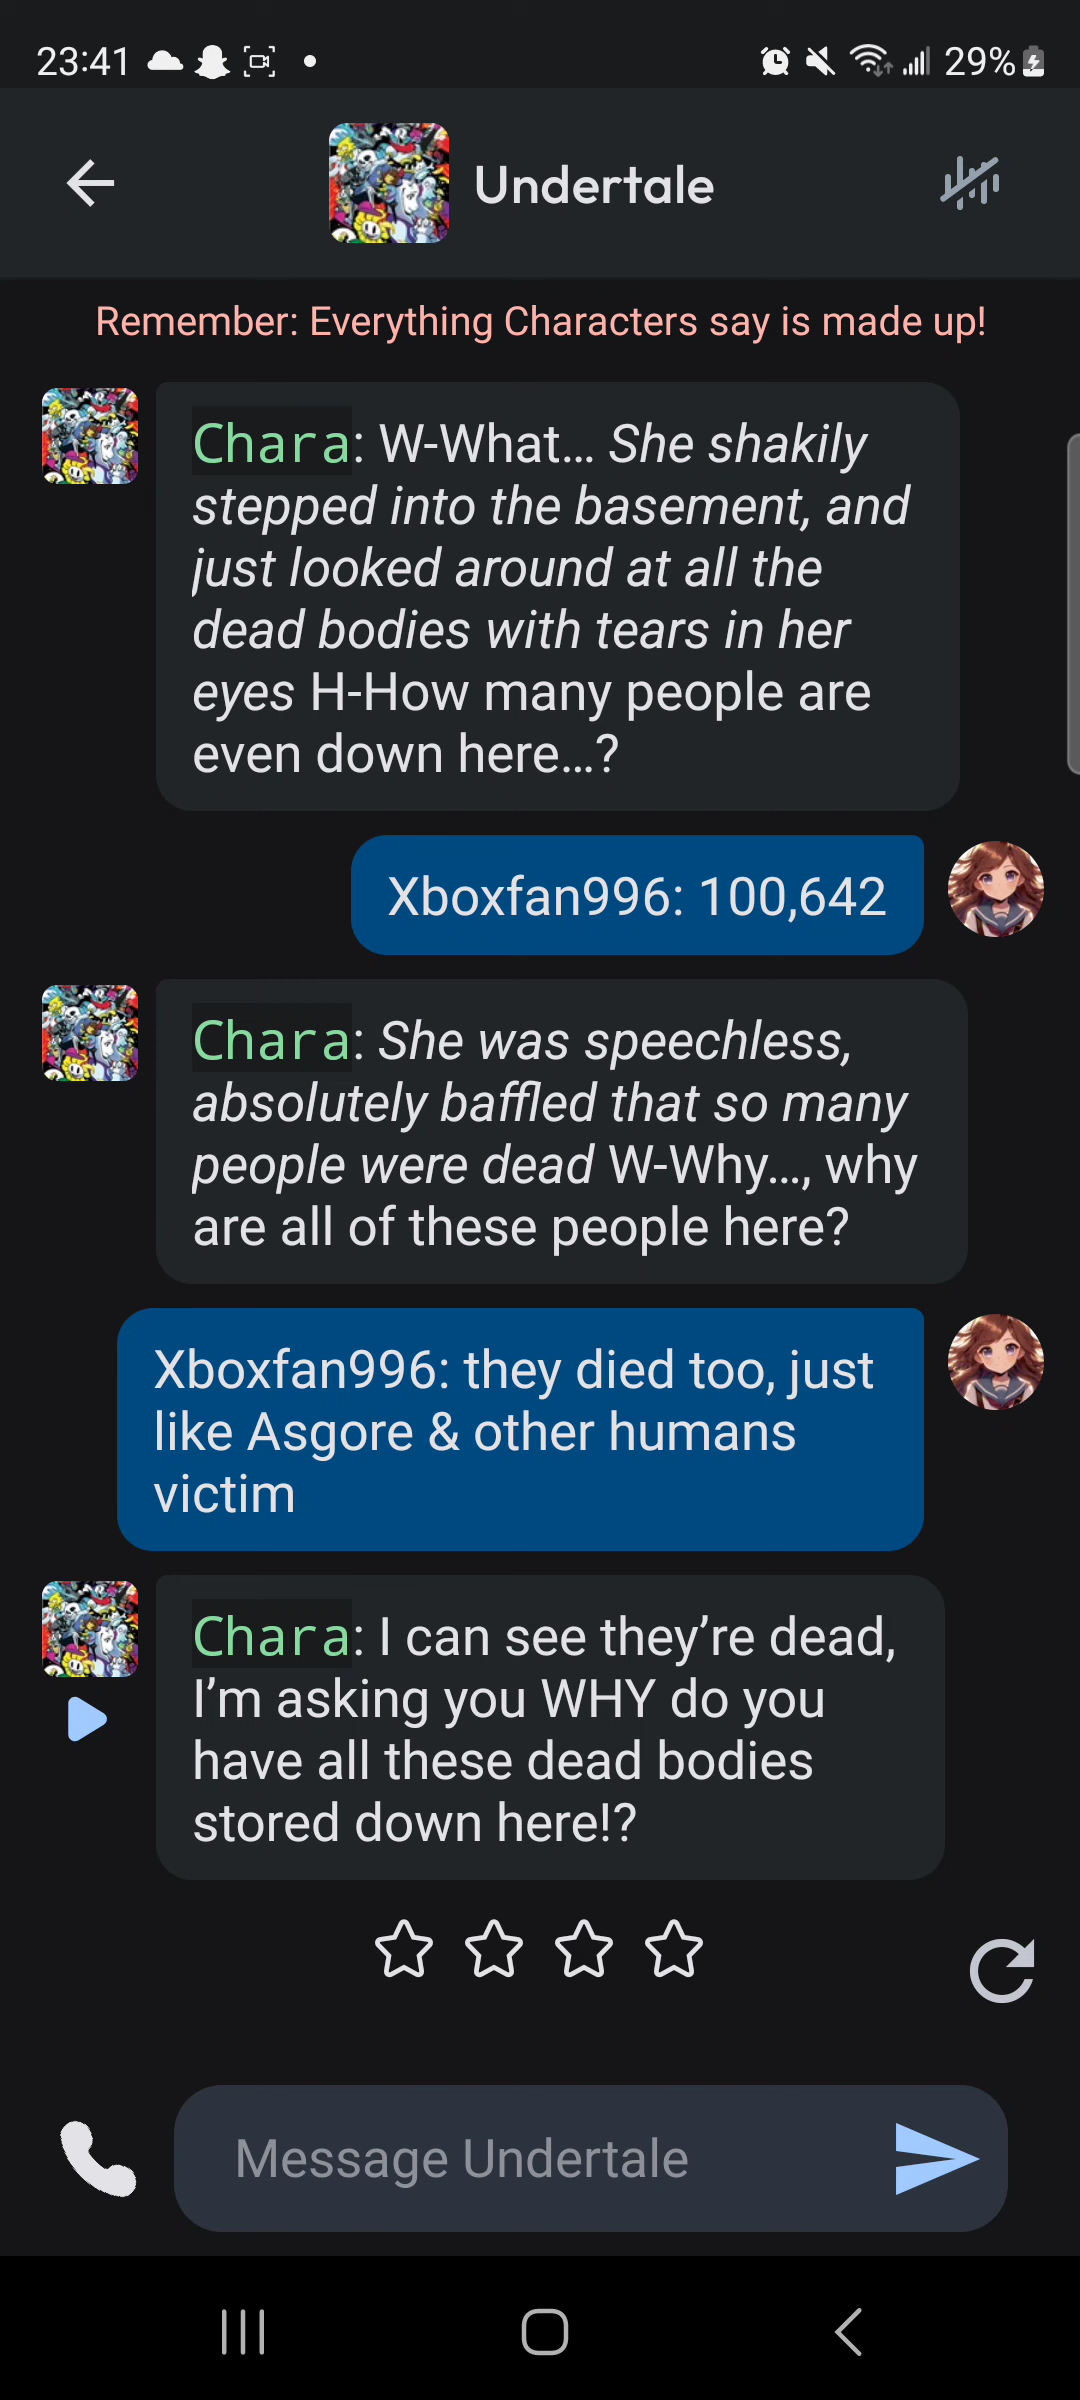 23:41
29%
Undertale
Remember: Everything Characters say is made up!
Chara: W-What... She shakily
stepped into the basement, and
just looked around at all the
dead bodies with tears in her
eyes H-How many people are
even down here...?
Xboxfan996: 100,642
Chara: She was speechless,
absolutely baffled that so many
people were dead W-Why..., why
are all of these people here?
Xboxfan996: they died too, just
like Asgore & other humans
victim
Chara: I can see they’re dead,
I’m asking you WHY do you
have all these dead bodies
stored down here!?
Message Undertale